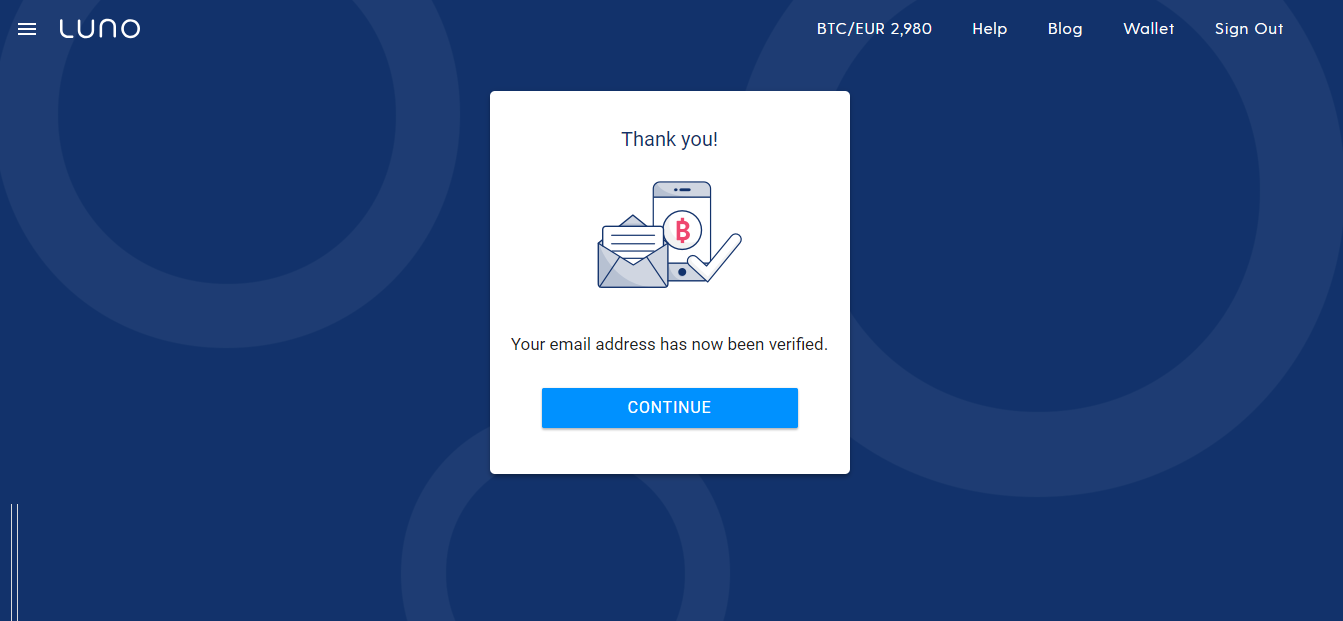 LUNO BTC/EUR 2,980 Help Blog Wallet Sign Out
Thank you!
Your email address has now been verified.
CONTINUE